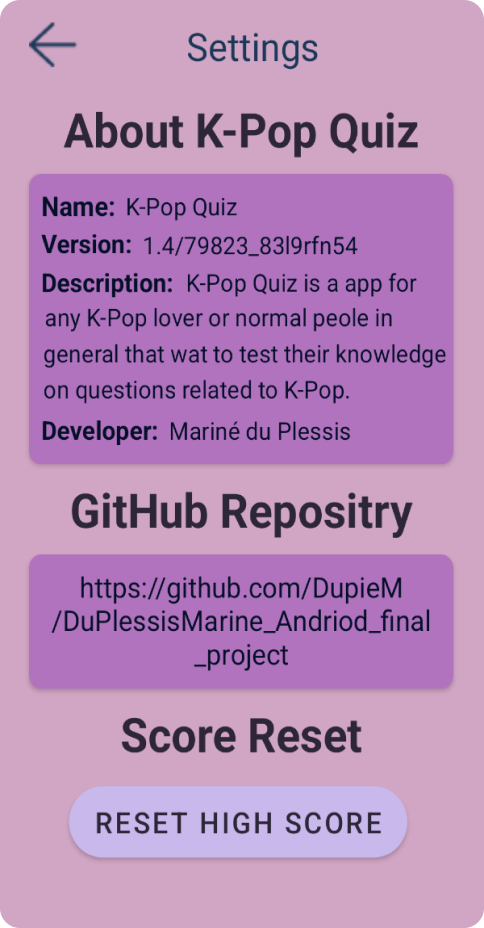 Settings
About K-Pop Quiz
Name: K-Pop Quiz
Version: 1.4/79823_83l9rfn54
Description: K-Pop Quiz is a app for
any K-Pop lover or normal peole in
general that wat to test their knowledge
on questions related to K-Pop.
Developer: Mariné du Plessis
GitHub Repositry
https://github.com/DupieM
/DuPlessisMarine_Andriod_final
_project
Score Reset
RESET HIGH SCORE